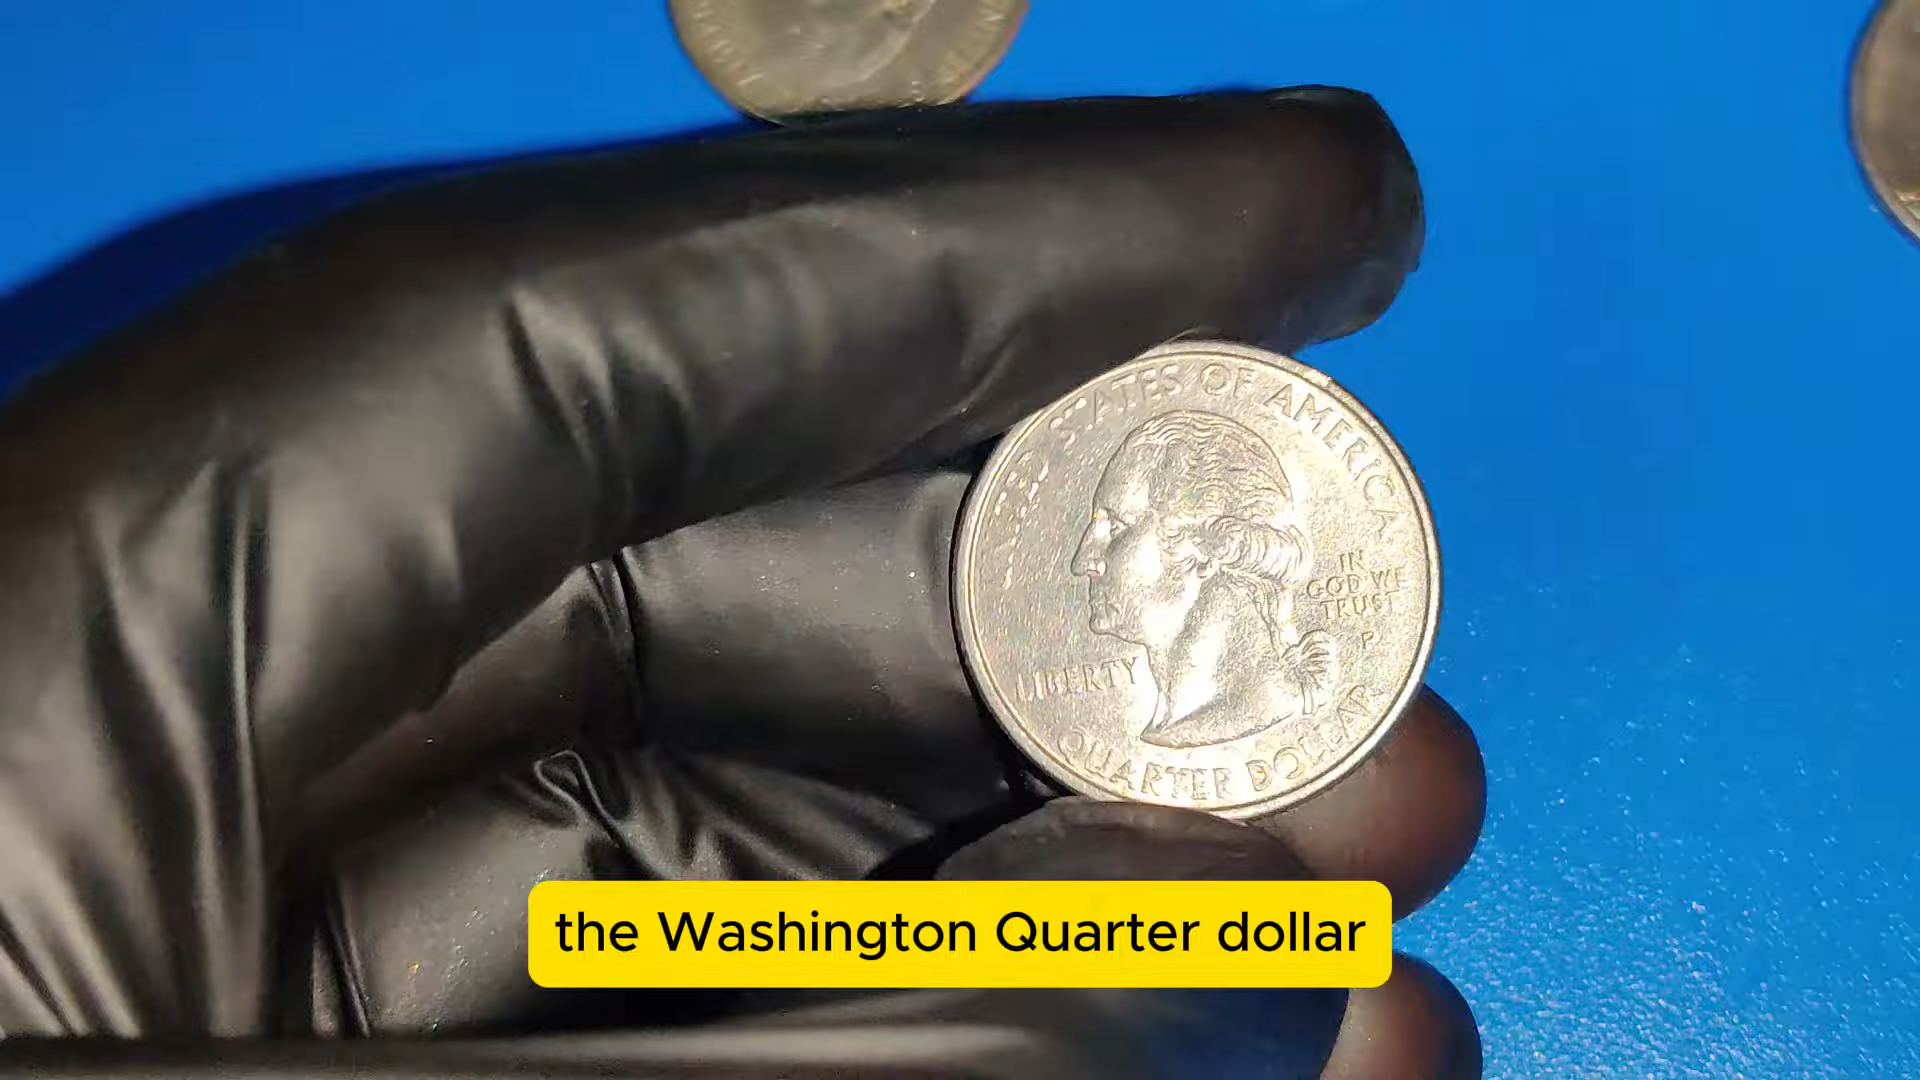 UNITED STATES OF AMERICA
IN
GOD WE
TRUST
P
LIBERTY
QUARTER DOLLAR
the Washington Quarter dollar